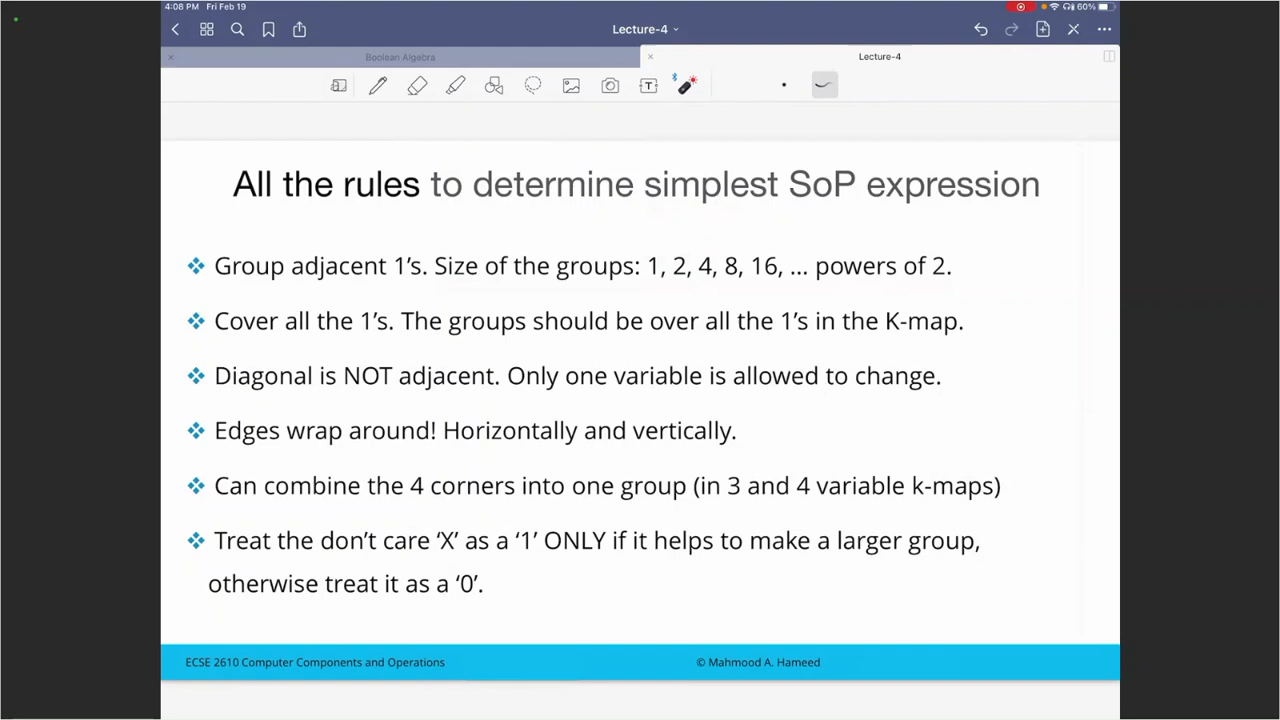 4:08 PM Fri Feb 19
60%
Lecture-4
Boolean Algebra
Lecture-4
T
All the rules to determine simplest SoP expression
❖ Group adjacent 1’s. Size of the groups: 1, 2, 4, 8, 16, ... powers of 2.
❖ Cover all the 1’s. The groups should be over all the 1’s in the K-map.
❖ Diagonal is NOT adjacent. Only one variable is allowed to change.
❖ Edges wrap around! Horizontally and vertically.
❖ Can combine the 4 corners into one group (in 3 and 4 variable k-maps)
❖ Treat the don’t care ‘X’ as a ‘1’ ONLY if it helps to make a larger group,
otherwise treat it as a ‘0’.
ECSE 2610 Computer Components and Operations
© Mahmood A. Hameed